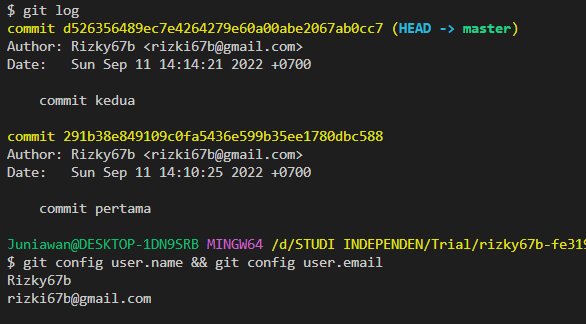 $ git log
commit d526356489ec7e4264279e60a00abe2067ab0cc7 (HEAD -> master)
Author: Rizky67b <rizki67b@gmail.com>
Date:   Sun Sep 11 14:14:21 2022 +0700
commit kedua
commit 291b38e849109c0fa5436e599b35ee1780dbc588
Author: Rizky67b <rizki67b@gmail.com>
Date:   Sun Sep 11 14:10:25 2022 +0700
commit pertama
Juniawan@DESKTOP-1DN9SRB MINGW64 /d/STUDI INDEPENDEN/Trial/rizky67b-fe319
$ git config user.name && git config user.email
Rizky67b
rizki67b@gmail.com